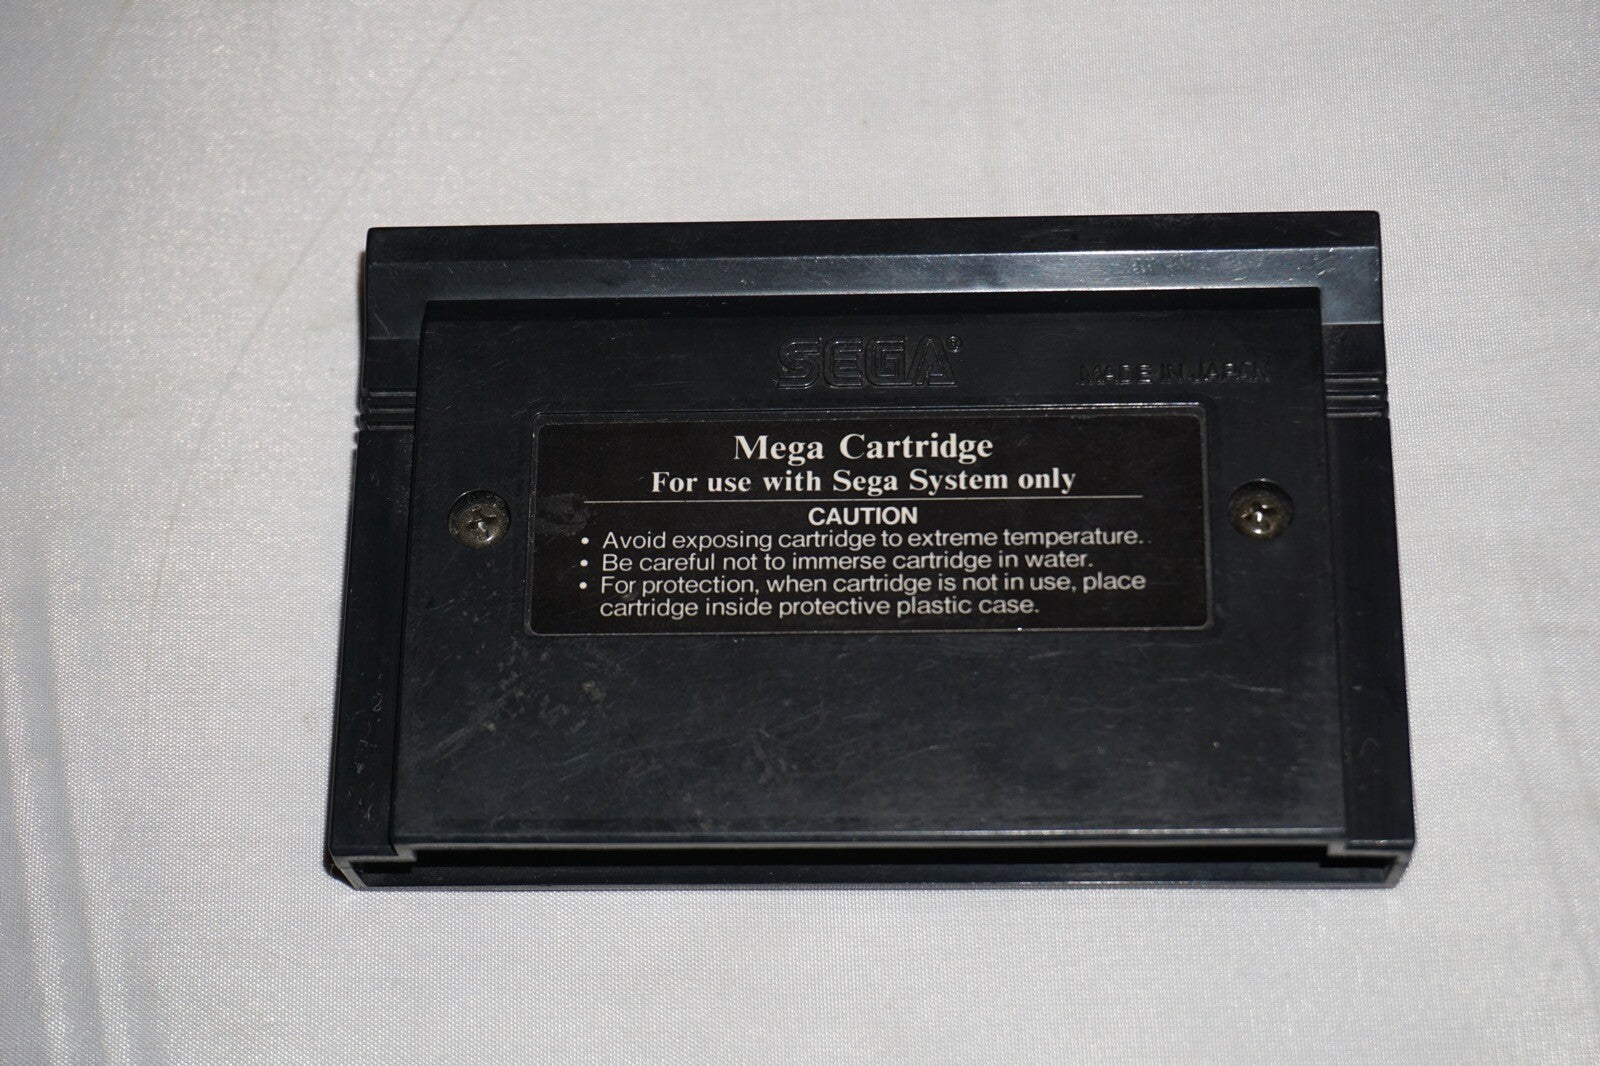 SEGA®
MADE IN JAPAN
Mega Cartridge
For use with Sega System only
CAUTION
• Avoid exposing cartridge to extreme temperature.
• Be careful not to immerse cartridge in water.
• For protection, when cartridge is not in use, place
cartridge inside protective plastic case.